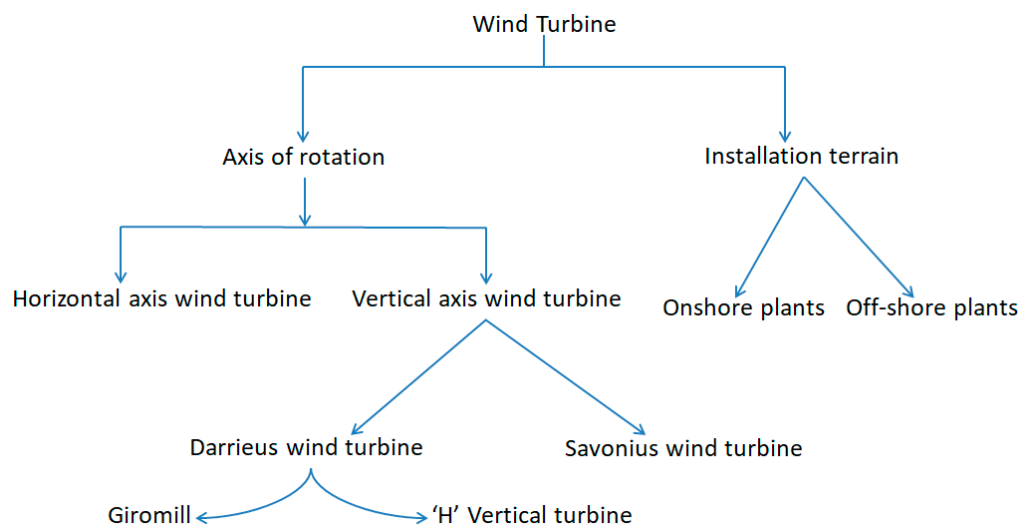 Wind Turbine
Axis of rotation
Installation terrain
Horizontal axis wind turbine
Vertical axis wind turbine
Onshore plants
Off-shore plants
Darrieus wind turbine
Savonius wind turbine
Giromill
‘H’ Vertical turbine